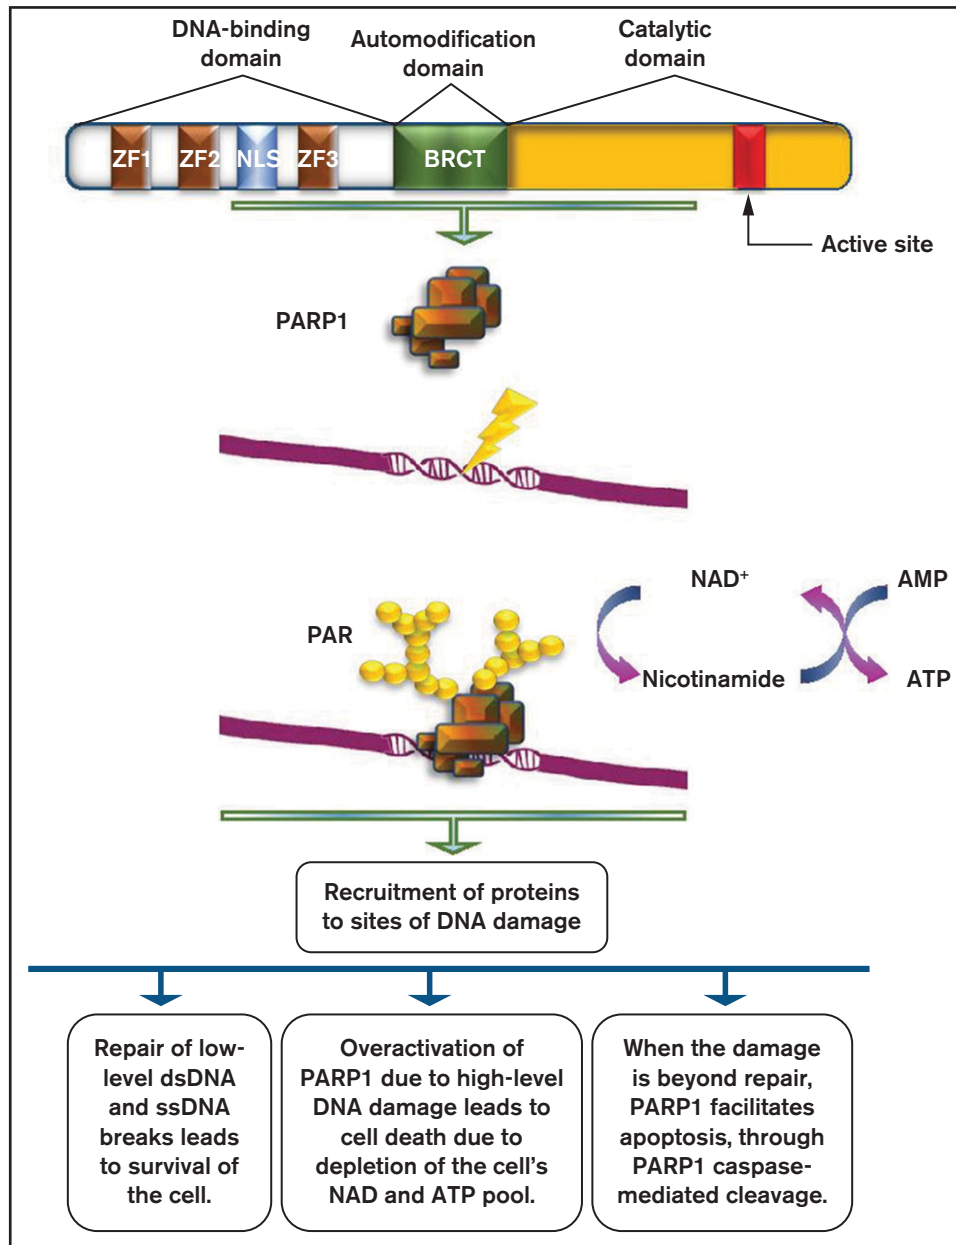 DNA-binding
domain
Automodification
domain
Catalytic
domain
ZF1
ZF2
NLS
ZF3
BRCT
Active site
PARP1
NAD⁺
AMP
PAR
Nicotinamide
ATP
Recruitment of proteins
to sites of DNA damage
Repair of low-
level dsDNA
and ssDNA
breaks leads
to survival of
the cell.
Overactivation of
PARP1 due to high-level
DNA damage leads to
cell death due to
depletion of the cell’s
NAD and ATP pool.
When the damage
is beyond repair,
PARP1 facilitates
apoptosis, through
PARP1 caspase-
mediated cleavage.